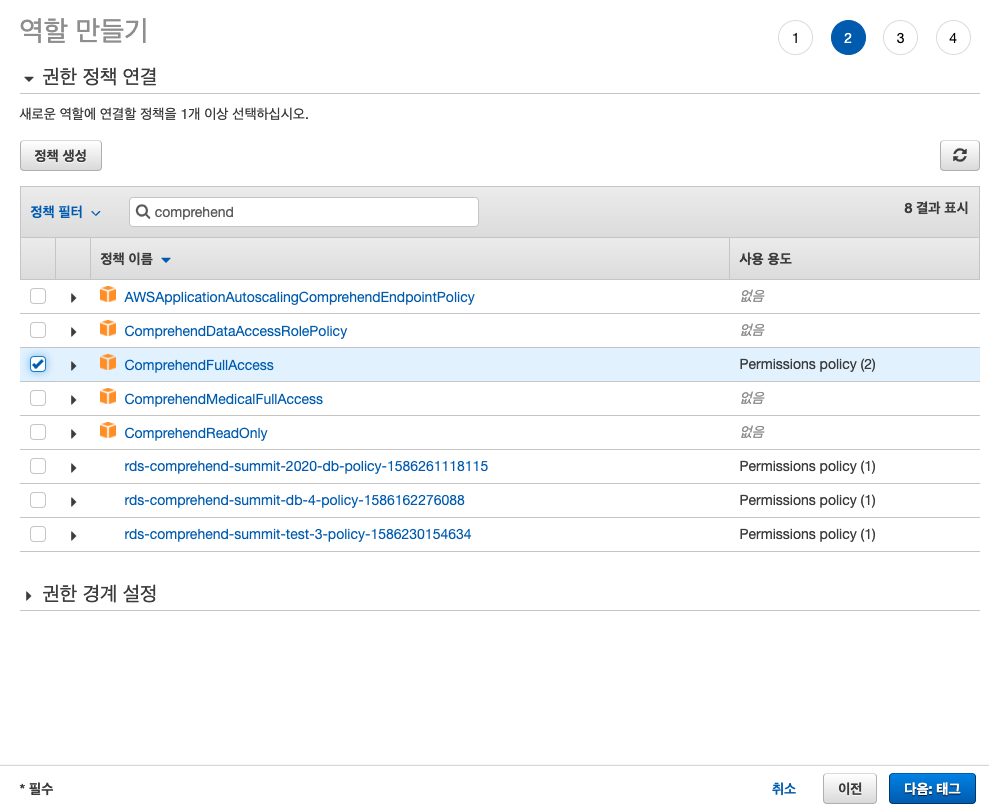 역할 만들기
1 2 3 4
권한 정책 연결
새로운 역할에 연결할 정책을 1개 이상 선택하십시오.
정책 생성
정책 필터 comprehend 8 결과 표시
정책 이름 사용 용도
AWSApplicationAutoscalingComprehendEndpointPolicy 없음
ComprehendDataAccessRolePolicy 없음
ComprehendFullAccess Permissions policy (2)
ComprehendMedicalFullAccess 없음
ComprehendReadOnly 없음
rds-comprehend-summit-2020-db-policy-1586261118115 Permissions policy (1)
rds-comprehend-summit-db-4-policy-1586162276088 Permissions policy (1)
rds-comprehend-summit-test-3-policy-1586230154634 Permissions policy (1)
권한 경계 설정
* 필수 취소 이전 다음: 태그